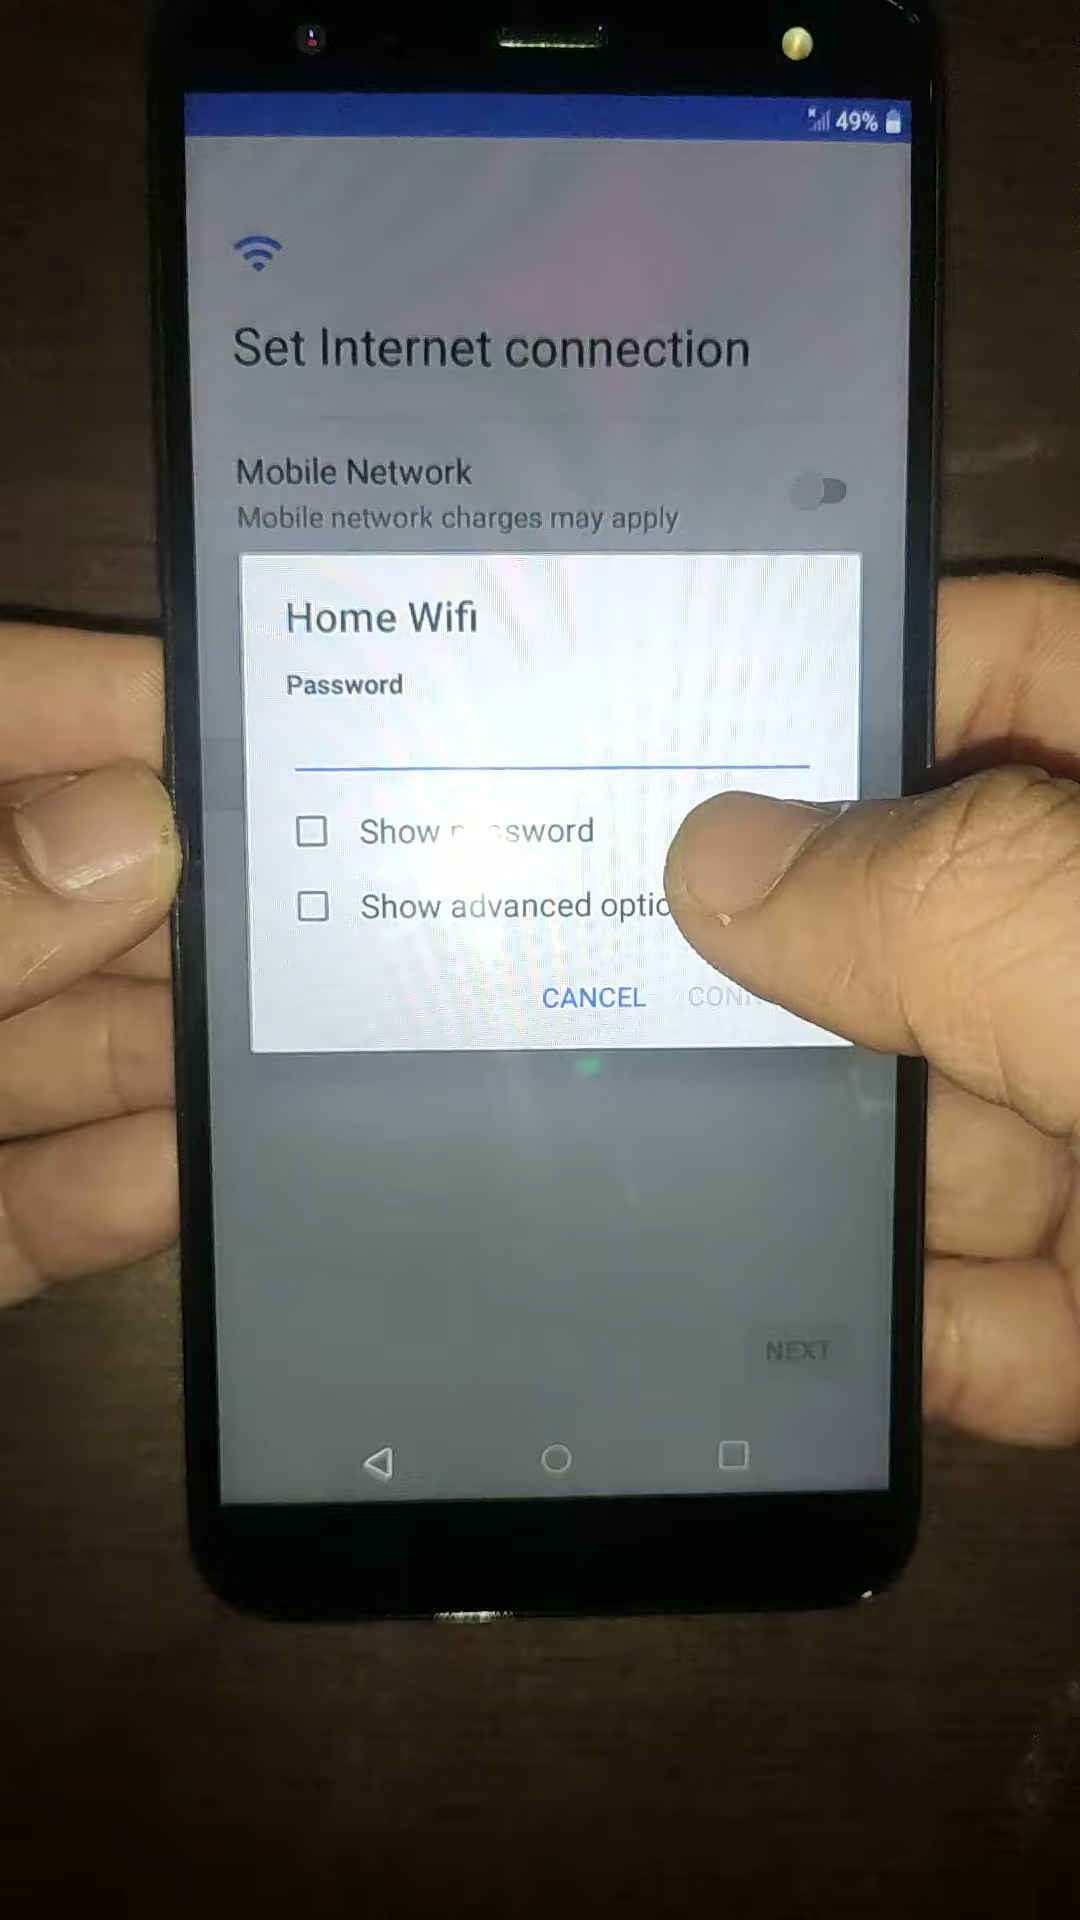 49%
Set Internet connection
Mobile Network
Mobile network charges may apply
Home Wifi
Password
Show password
Show advanced optio
CANCEL CONN
NEXT